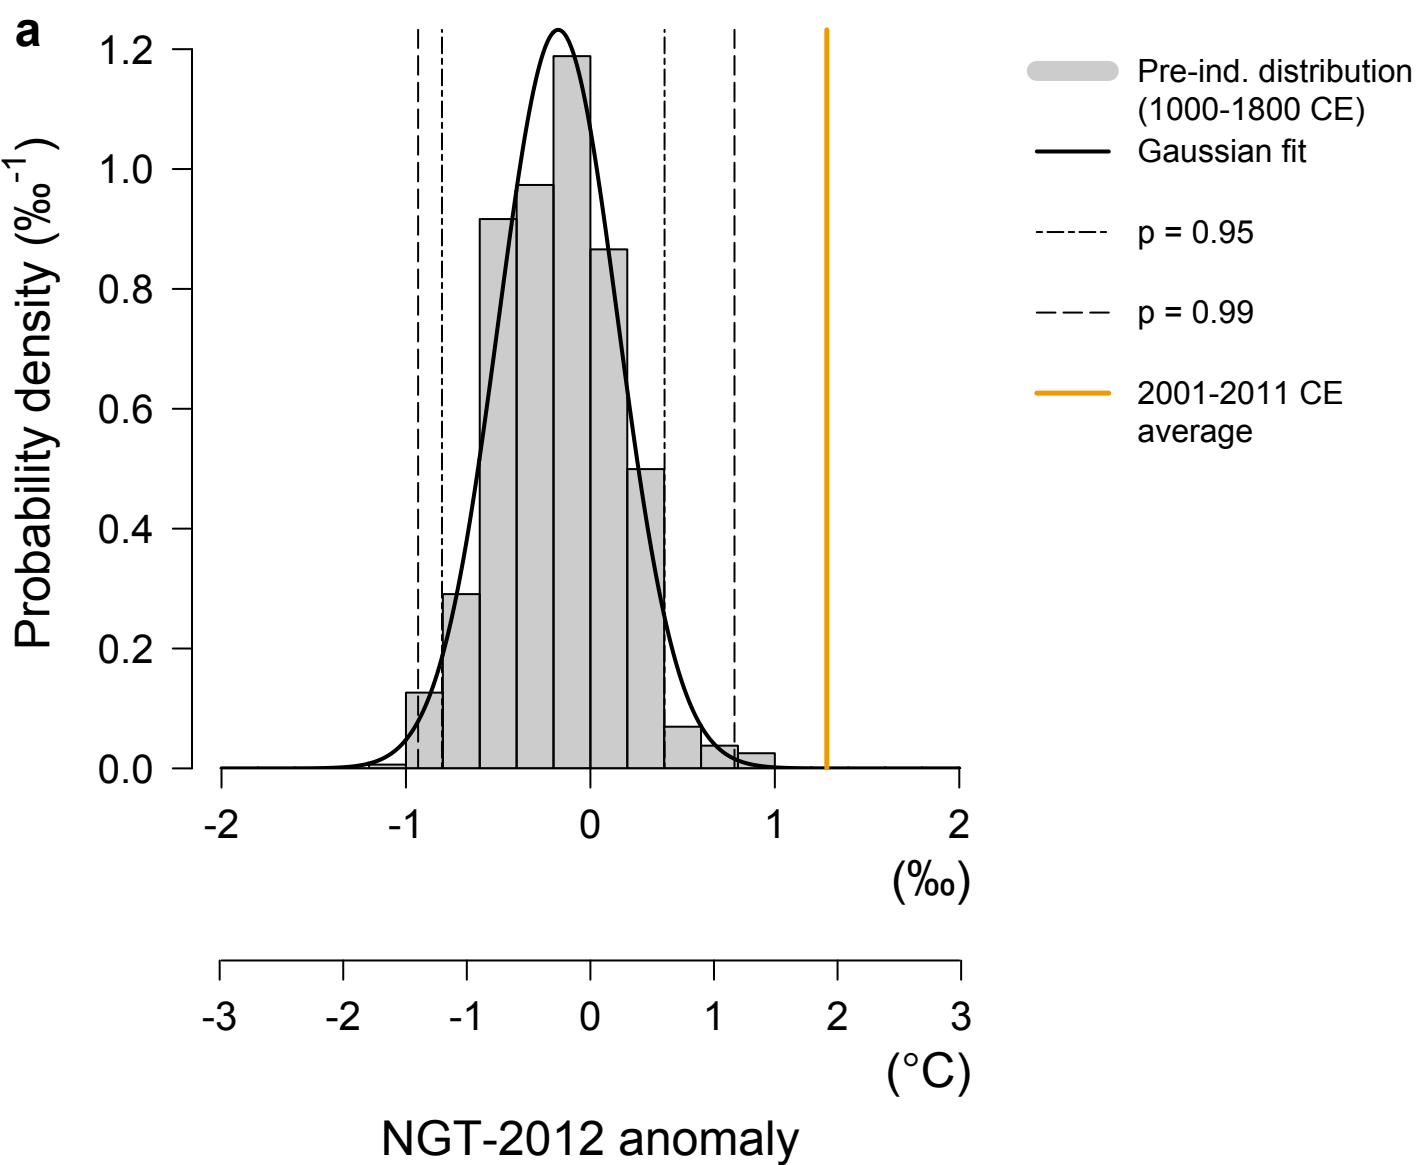 a
Probability density (‰⁻¹)
1.2
1.0
0.8
0.6
0.4
0.2
0.0
-2 -1 0 1 2
(‰)
-3 -2 -1 0 1 2 3
(°C)
NGT-2012 anomaly
Pre-ind. distribution
(1000-1800 CE)
Gaussian fit
p = 0.95
p = 0.99
2001-2011 CE
average